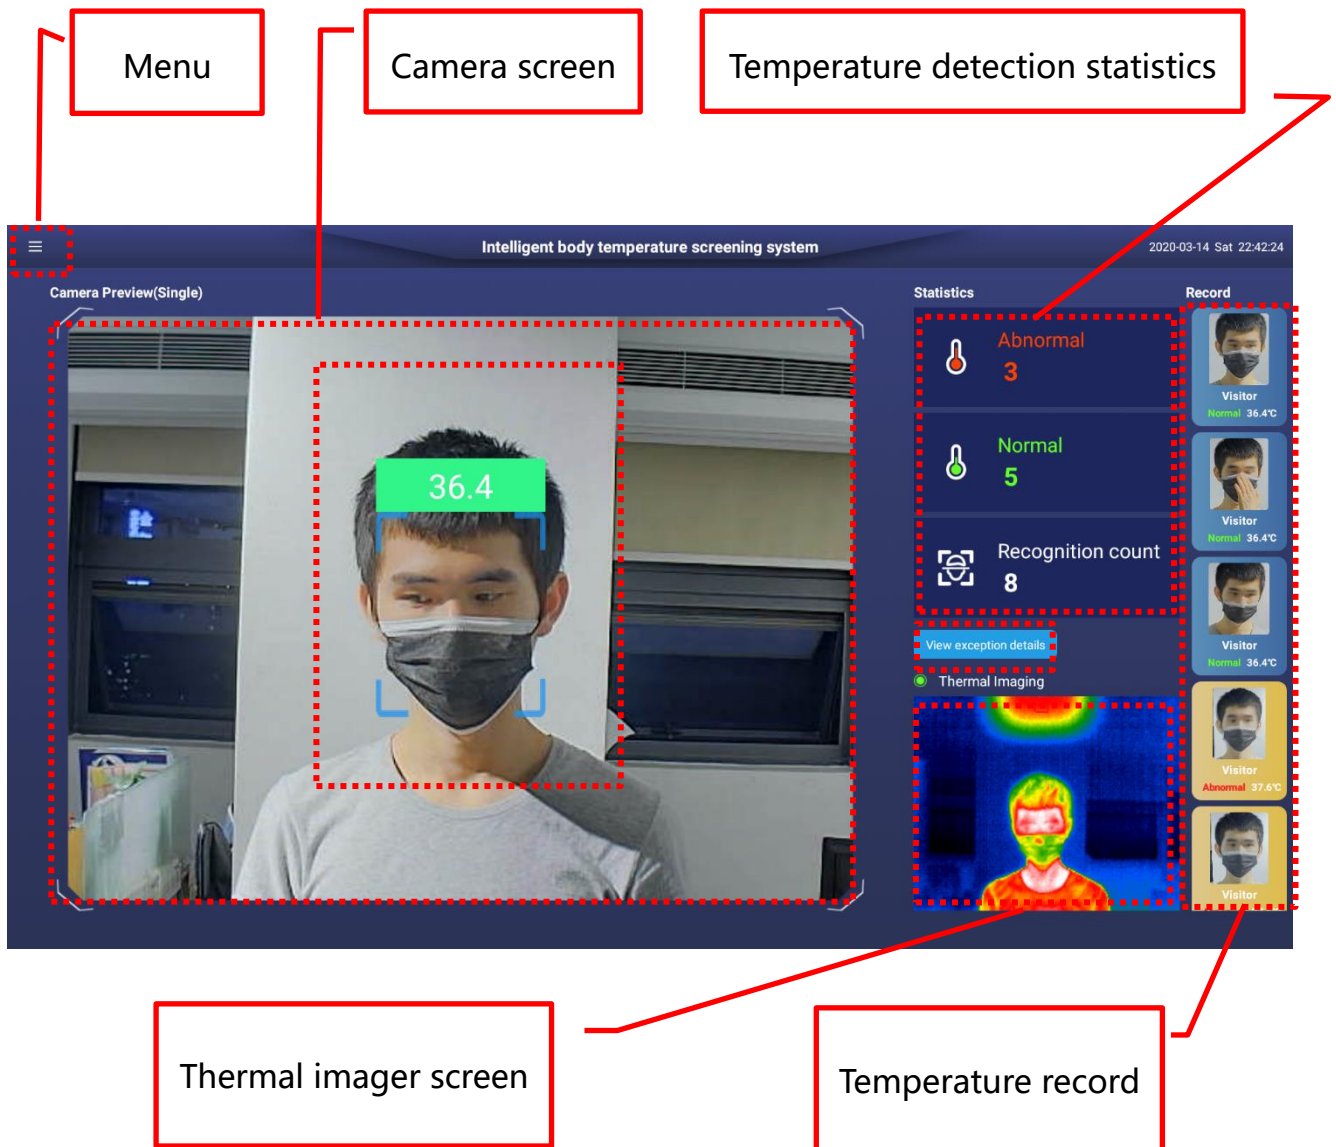 Menu
Camera screen
Temperature detection statistics
Intelligent body temperature screening system
2020-03-14 Sat 22:42:24
Camera Preview(Single)
Statistics
Record
36.4
Abnormal
3
Normal
5
Recognition count
8
View exception details
Thermal Imaging
Visitor
Normal 36.4℃
Visitor
Normal 36.4℃
Visitor
Normal 36.4℃
Visitor
Abnormal 37.6℃
Visitor
Thermal imager screen
Temperature record